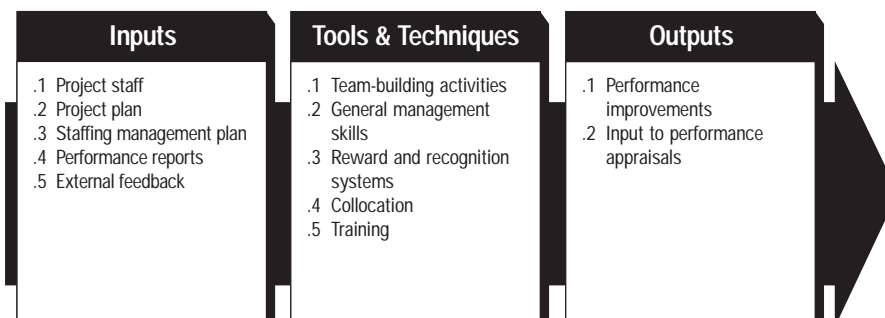 Inputs
.1 Project staff
.2 Project plan
.3 Staffing management plan
.4 Performance reports
.5 External feedback
Tools & Techniques
.1 Team-building activities
.2 General management
skills
.3 Reward and recognition
systems
.4 Collocation
.5 Training
Outputs
.1 Performance
improvements
.2 Input to performance
appraisals